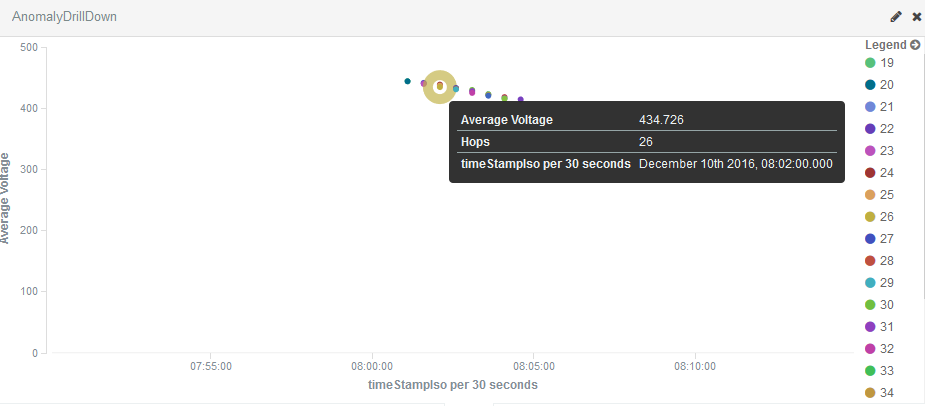 AnomalyDrillDown
Legend
500
400
300
200
100
0
Average Voltage
Average Voltage 434.726
Hops 26
timeStampIso per 30 seconds December 10th 2016, 08:02:00.000
07:55:00 08:00:00 08:05:00 08:10:00
timeStampIso per 30 seconds
19
20
21
22
23
24
25
26
27
28
29
30
31
32
33
34